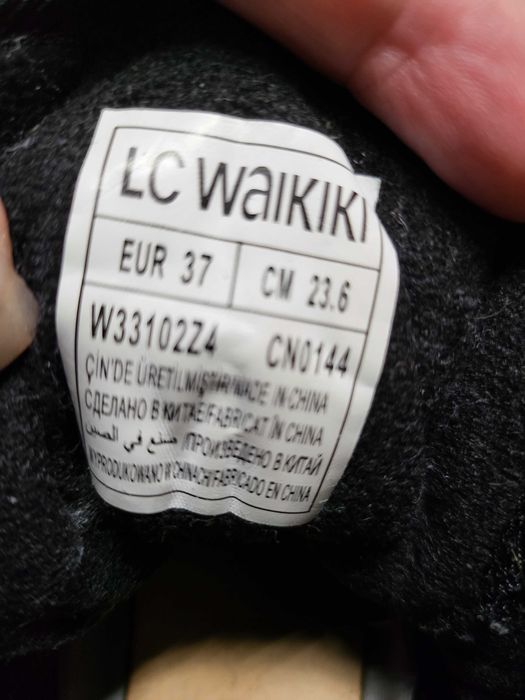 LC WAIKIKI
EUR 37 CM 23.6
W33102Z4 CN0144
ÇİN'DE ÜRETİLMİŞTİR/MADE IN CHINA
СДЕЛАНО В КИТАЕ/FABRICAT ÎN CHINA
صنع في الصين/ПРОИЗВЕДЕНО В КИТАЙ
WYPRODUKOWANO W CHINACH/FABRICADO EN CHINA